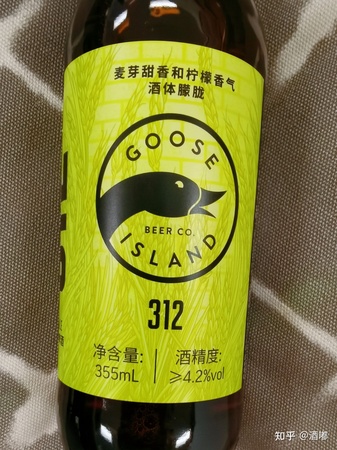 麦芽甜香和柠檬香气
酒体朦胧
GOOSE
BEER CO.
ISLAND
312
净含量: 酒精度:
355mL ≥4.2%vol
知乎 @酒嘟